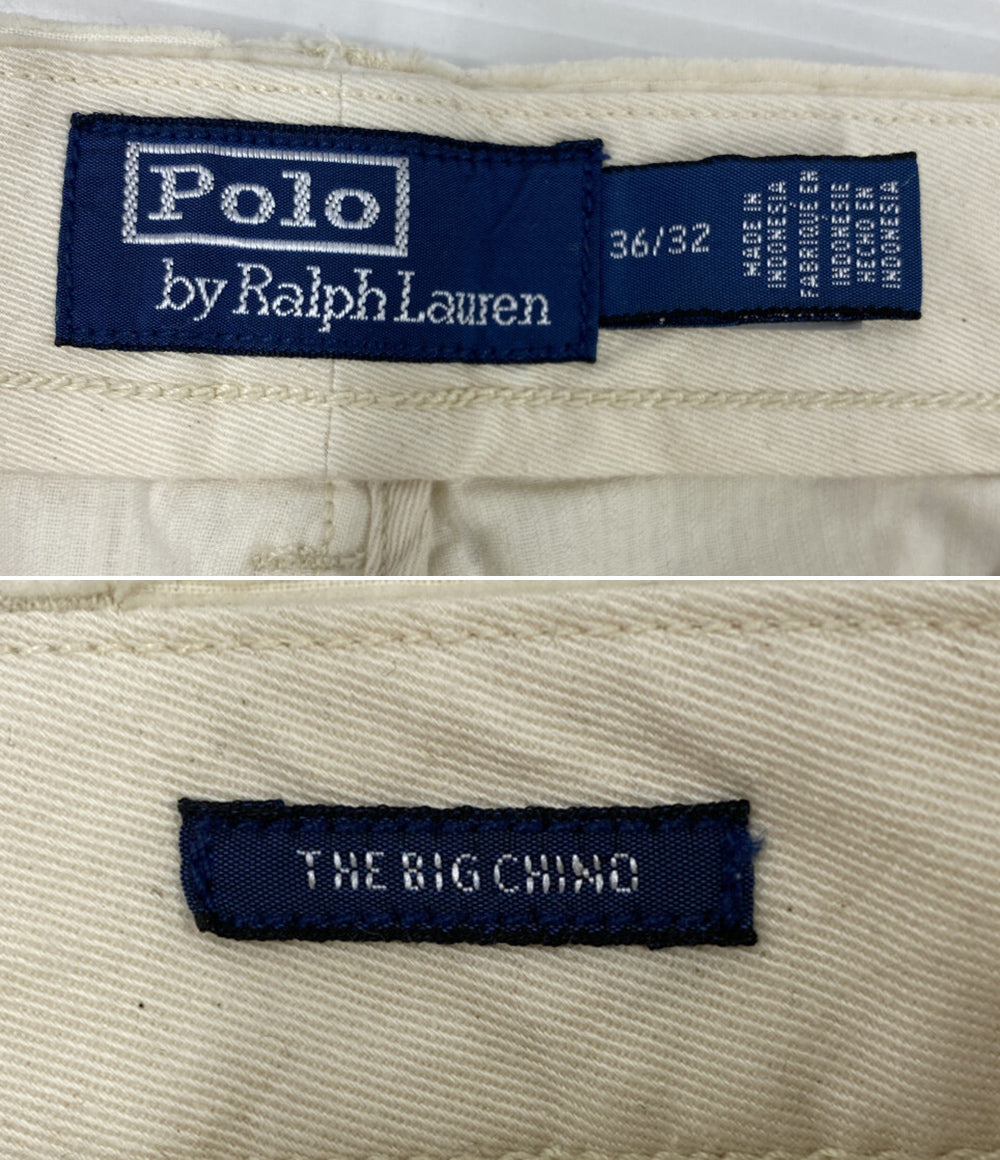 Polo
by Ralph Lauren
36/32
MADE IN
INDONESIA
FABRIQUE EN
INDONESIE
HECHO EN
INDONESIA
THE BIG CHINO